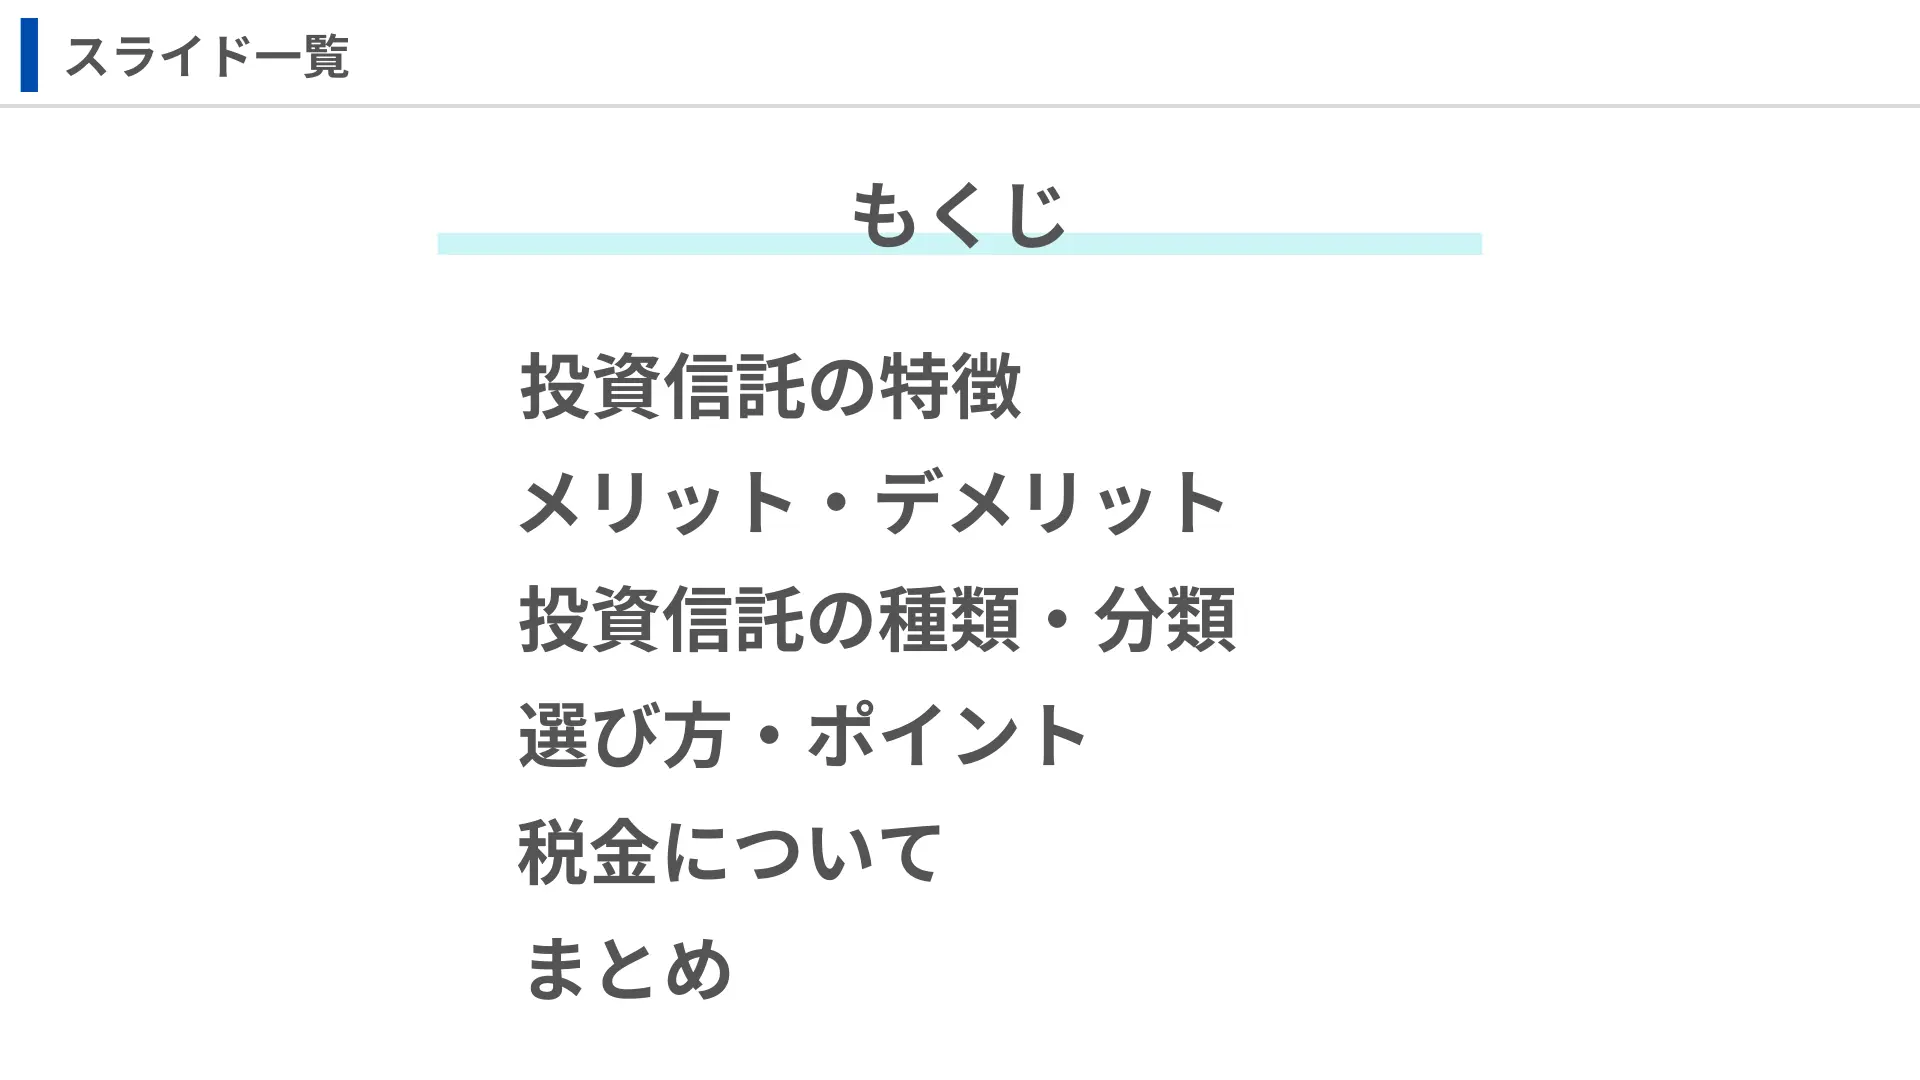 スライド一覧
もくじ
投資信託の特徴
メリット・デメリット
投資信託の種類・分類
選び方・ポイント
税金について
まとめ